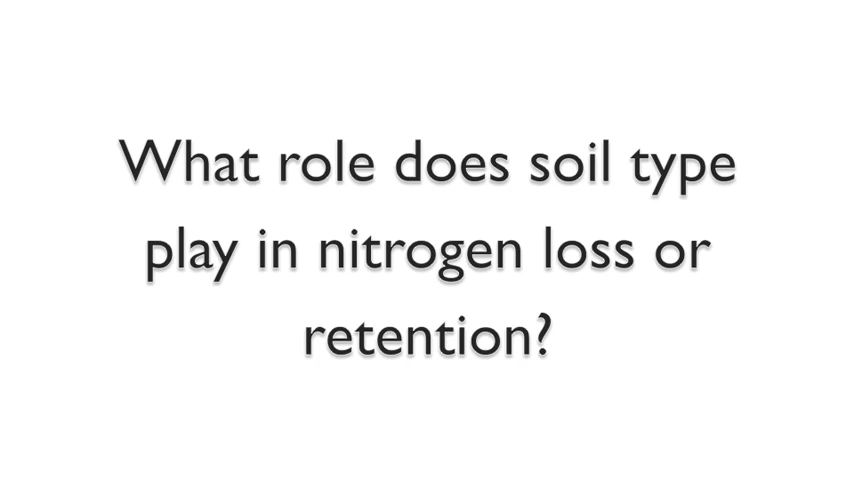 What role does soil type
play in nitrogen loss or
retention?